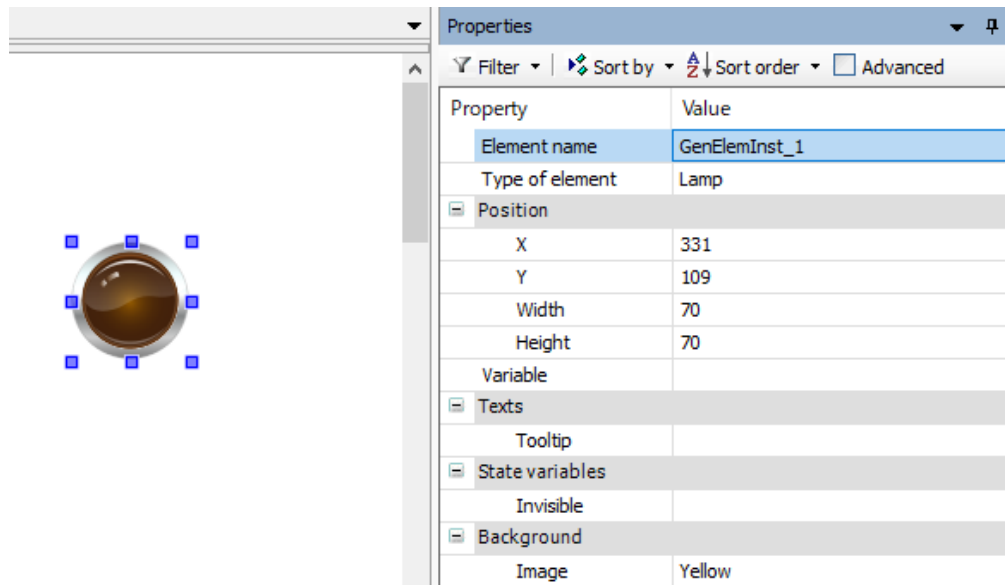 Properties
Filter Sort by Sort order Advanced
Property Value
Element name GenElemInst_1
Type of element Lamp
Position
X 331
Y 109
Width 70
Height 70
Variable
Texts
Tooltip
State variables
Invisible
Background
Image Yellow